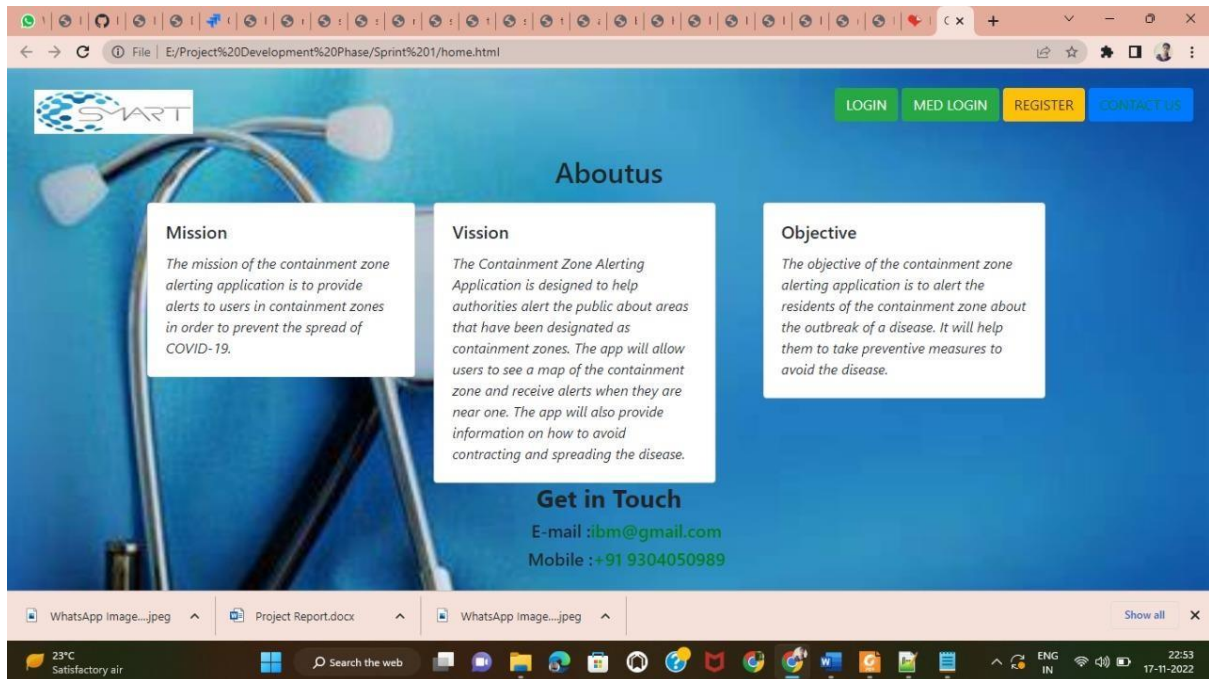 File | E:/Project%20Development%20Phase/Sprint%201/home.html
SMART
LOGIN
MED LOGIN
REGISTER
CONTACT US
Aboutus
Mission
The mission of the containment zone
alerting application is to provide
alerts to users in containment zones
in order to prevent the spread of
COVID-19.
Vission
The Containment Zone Alerting
Application is designed to help
authorities alert the public about areas
that have been designated as
containment zones. The app will allow
users to see a map of the containment
zone and receive alerts when they are
near one. The app will also provide
information on how to avoid
contracting and spreading the disease.
Objective
The objective of the containment zone
alerting application is to alert the
residents of the containment zone about
the outbreak of a disease. It will help
them to take preventive measures to
avoid the disease.
Get in Touch
E-mail :ibm@gmail.com
Mobile :+91 9304050989
WhatsApp Image....jpeg
Project Report.docx
WhatsApp Image....jpeg
Show all
23°C
Satisfactory air
Search the web
ENG
IN
22:53
17-11-2022